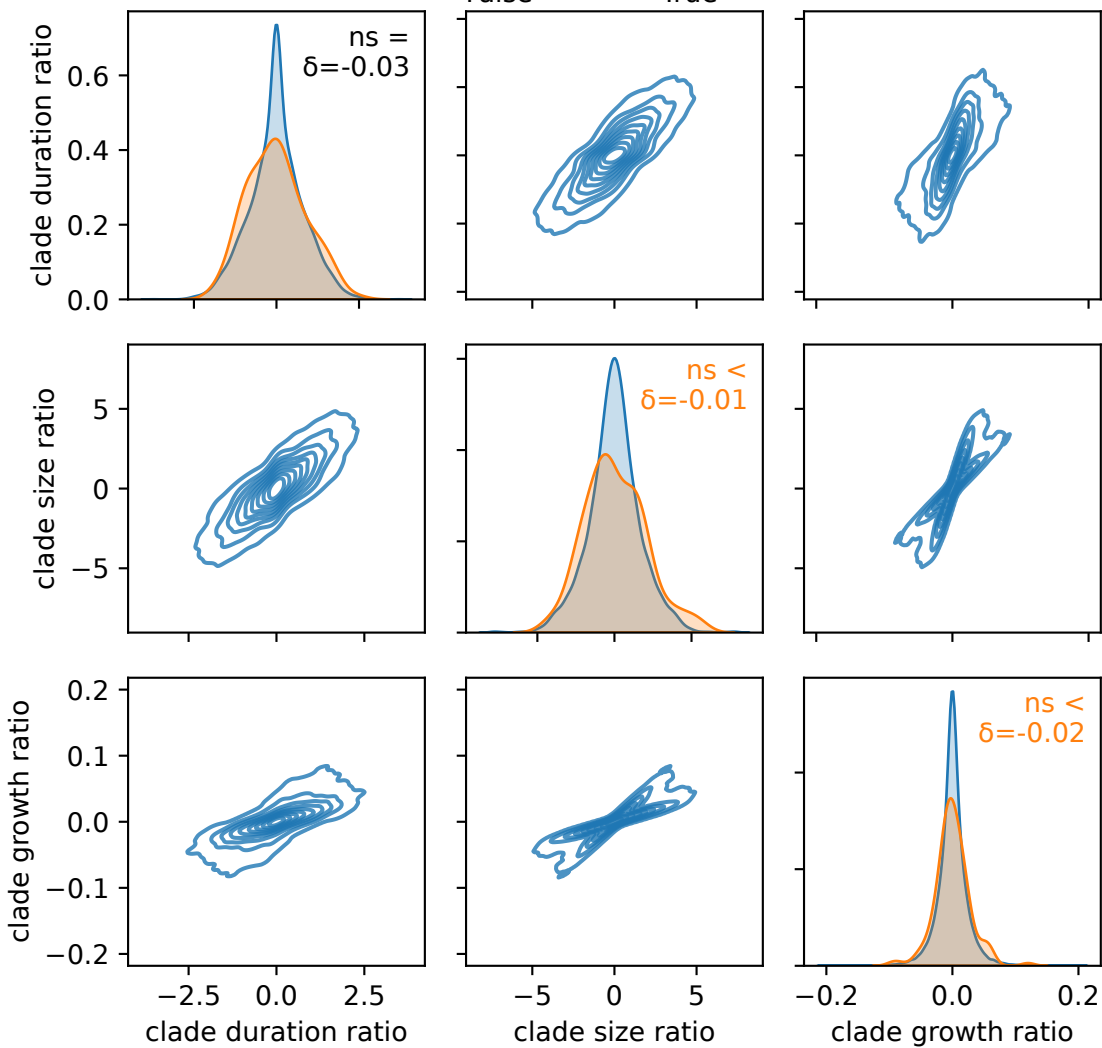 clade duration ratio
0.6
0.4
0.2
0.0
ns =
δ=-0.03
clade size ratio
5
0
−5
ns <
δ=-0.01
clade growth ratio
0.2
0.1
0.0
−0.1
−0.2
ns <
δ=-0.02
−2.5 0.0 2.5
−5 0 5
−0.2 0.0 0.2
clade duration ratio
clade size ratio
clade growth ratio